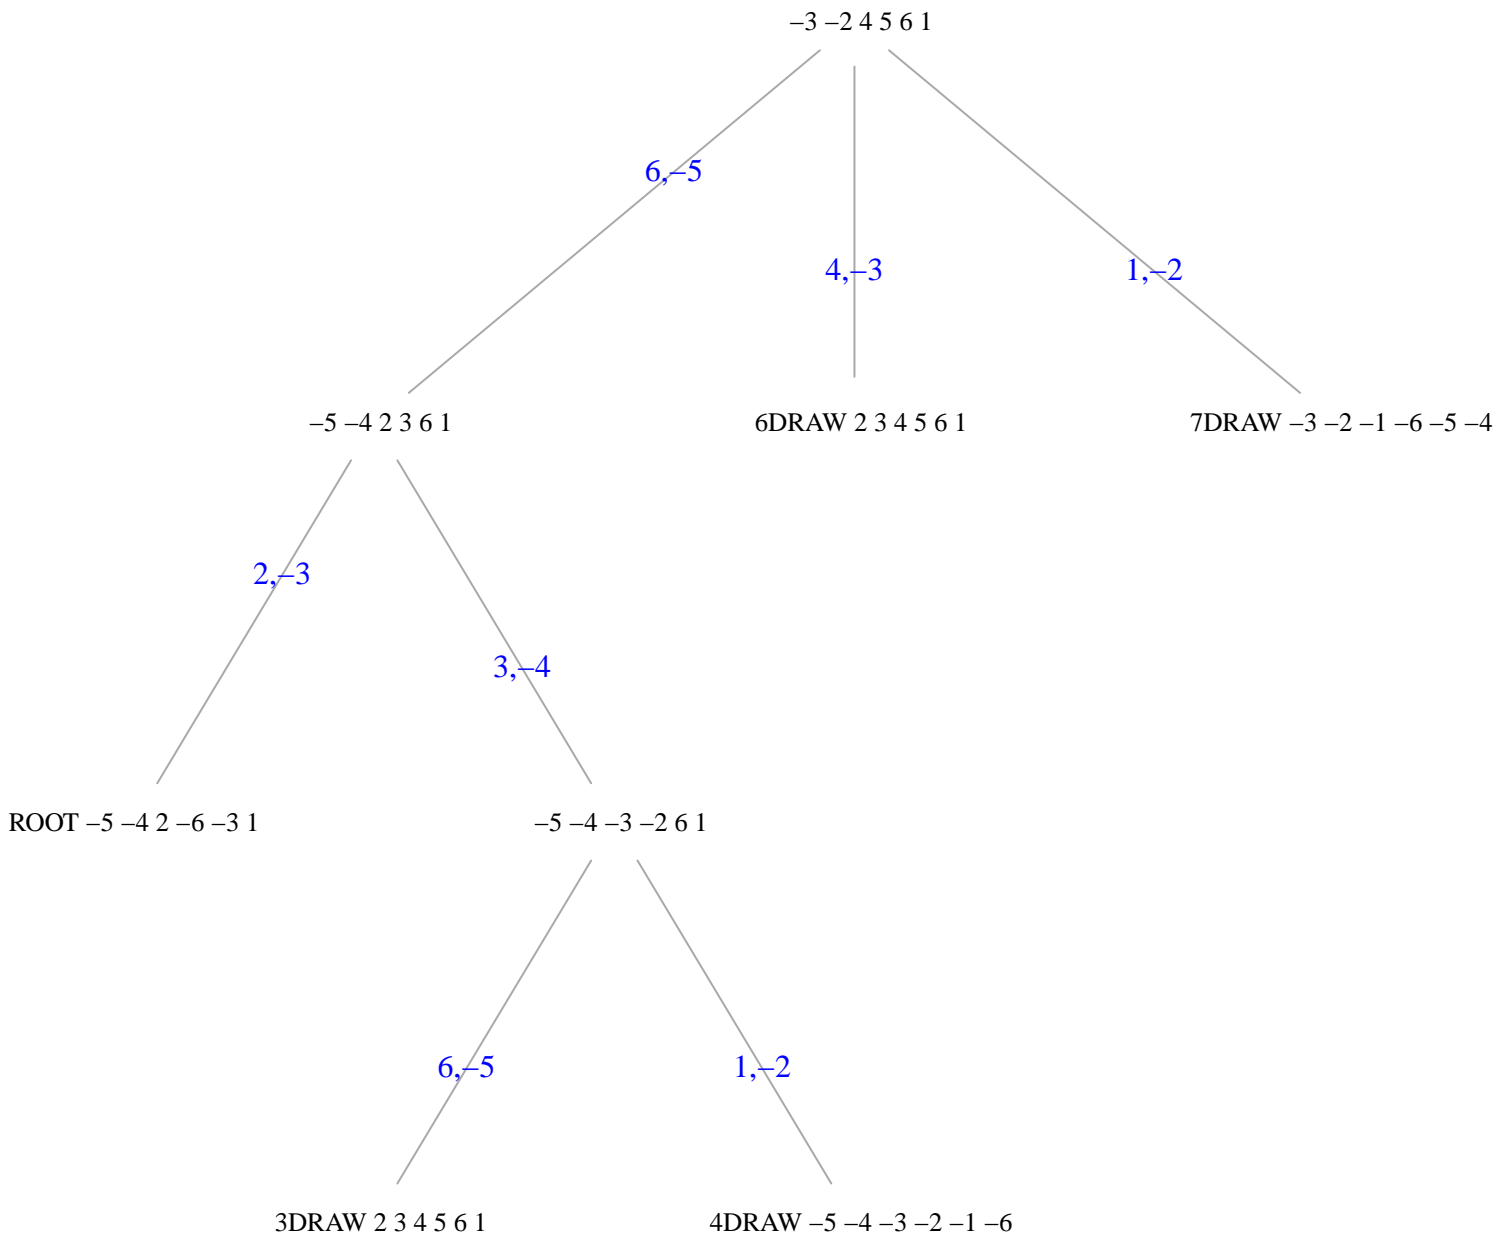 –3 –2 4 5 6 1
6,–5
4,–3
1,–2
–5 –4 2 3 6 1
6DRAW 2 3 4 5 6 1
7DRAW –3 –2 –1 –6 –5 –4
2,–3
3,–4
ROOT –5 –4 2 –6 –3 1
–5 –4 –3 –2 6 1
6,–5
1,–2
3DRAW 2 3 4 5 6 1
4DRAW –5 –4 –3 –2 –1 –6